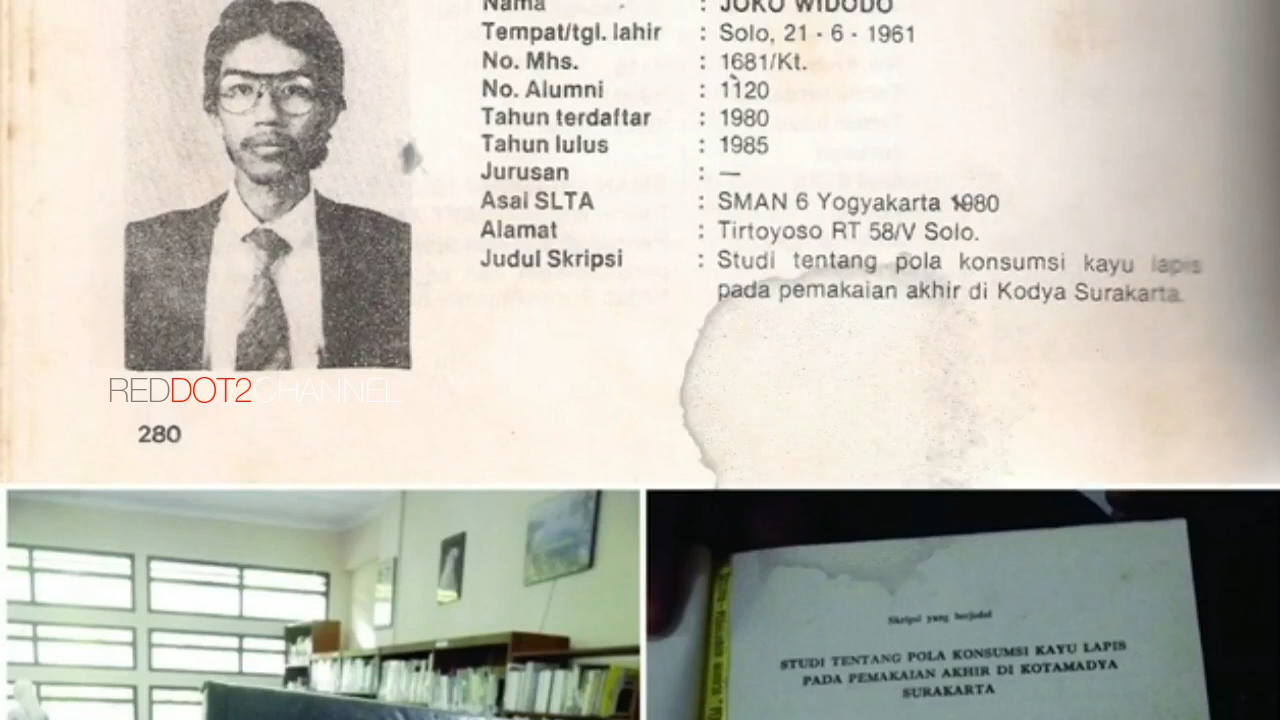 Nama : JOKO WIDODO
Tempat/tgl. lahir : Solo, 21 - 6 - 1961
No. Mhs. : 1681/Kt.
No. Alumni : 1120
Tahun terdaftar : 1980
Tahun lulus : 1985
Jurusan : —
Asal SLTA : SMAN 6 Yogyakarta 1980
Alamat : Tirtoyoso RT 58/V Solo.
Judul Skripsi : Studi tentang pola konsumsi kayu lapis
pada pemakaian akhir di Kodya Surakarta.
REDDOT2CHANNEL
280
Skripsi yang berjudul
STUDI TENTANG POLA KONSUMSI KAYU LAPIS
PADA PEMAKAIAN AKHIR DI KOTAMADYA
SURAKARTA